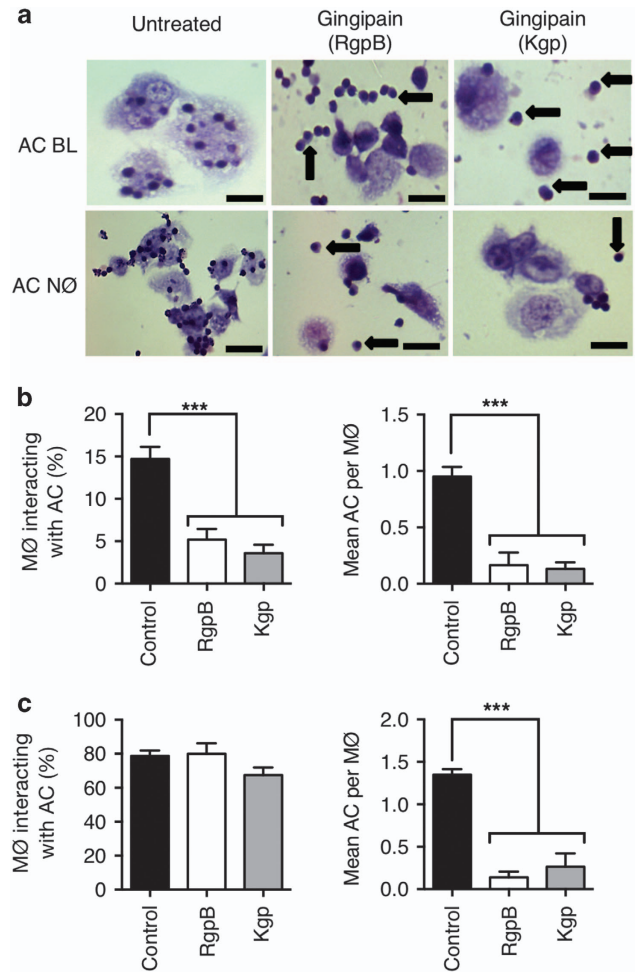 a
Untreated
Gingipain
(RgpB)
Gingipain
(Kgp)
AC BL
AC NØ
b
MØ interacting
with AC (%)
20
15
10
5
0
***
Control
RgpB
Kgp
Mean AC per MØ
1.5
1.0
0.5
0.0
***
Control
RgpB
Kgp
c
MØ interacting
with AC (%)
100
80
60
40
20
0
Control
RgpB
Kgp
Mean AC per MØ
2.0
1.5
1.0
0.5
0.0
***
Control
RgpB
Kgp